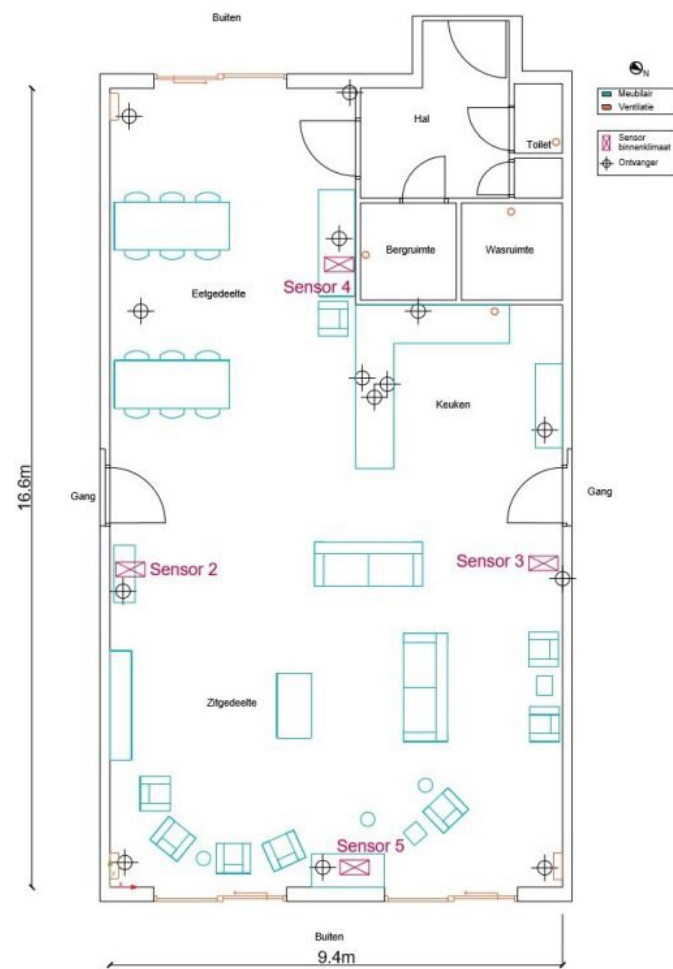 Buiten
N
Meubilair
Ventilatie
Sensor
binnenklimaat
Ontvanger
Hal
Toilet
Bergruimte
Wasruimte
Sensor 4
Eetgedeelte
Keuken
16.6m
Gang
Gang
Sensor 2
Sensor 3
Zitgedeelte
Sensor 5
Buiten
9.4m